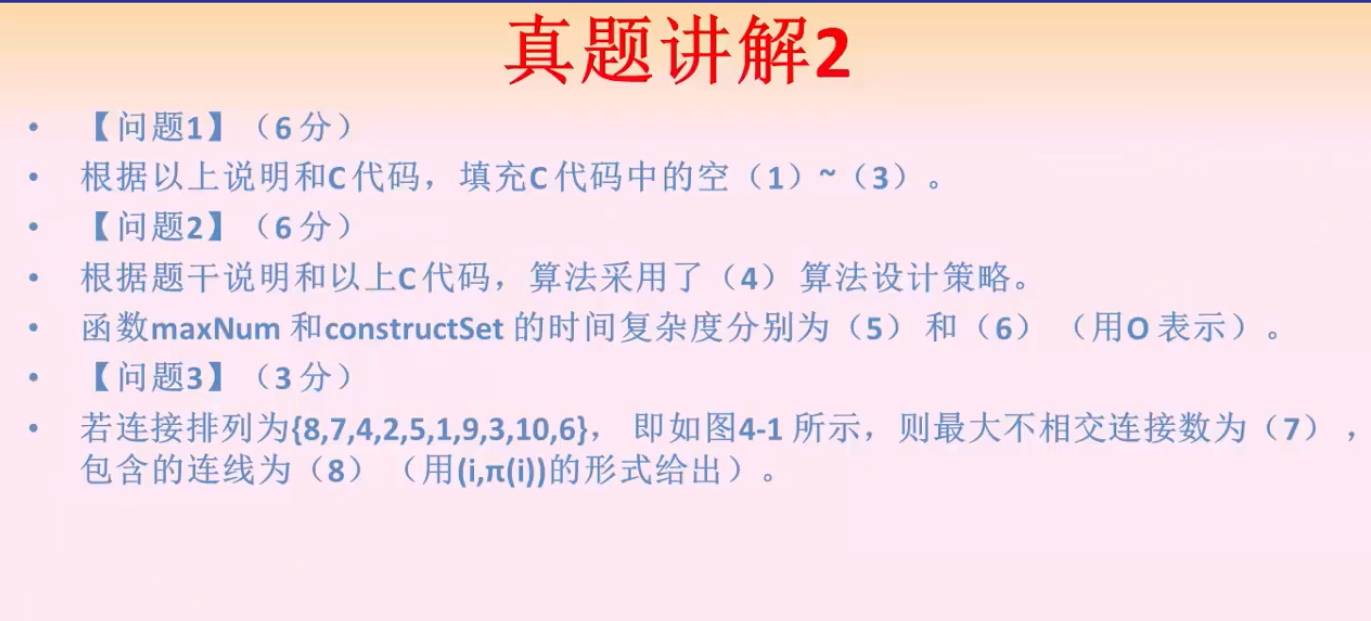 真题讲解2
• 【问题1】（6 分）
• 根据以上说明和C 代码，填充C 代码中的空（1）~（3）。
• 【问题2】（6 分）
• 根据题干说明和以上C 代码，算法采用了（4） 算法设计策略。
• 函数maxNum 和constructSet 的时间复杂度分别为（5） 和（6） （用O 表示）。
• 【问题3】（3 分）
• 若连接排列为{8,7,4,2,5,1,9,3,10,6}， 即如图4-1 所示，则最大不相交连接数为（7） ，
包含的连线为（8） （用(i,π(i))的形式给出）。